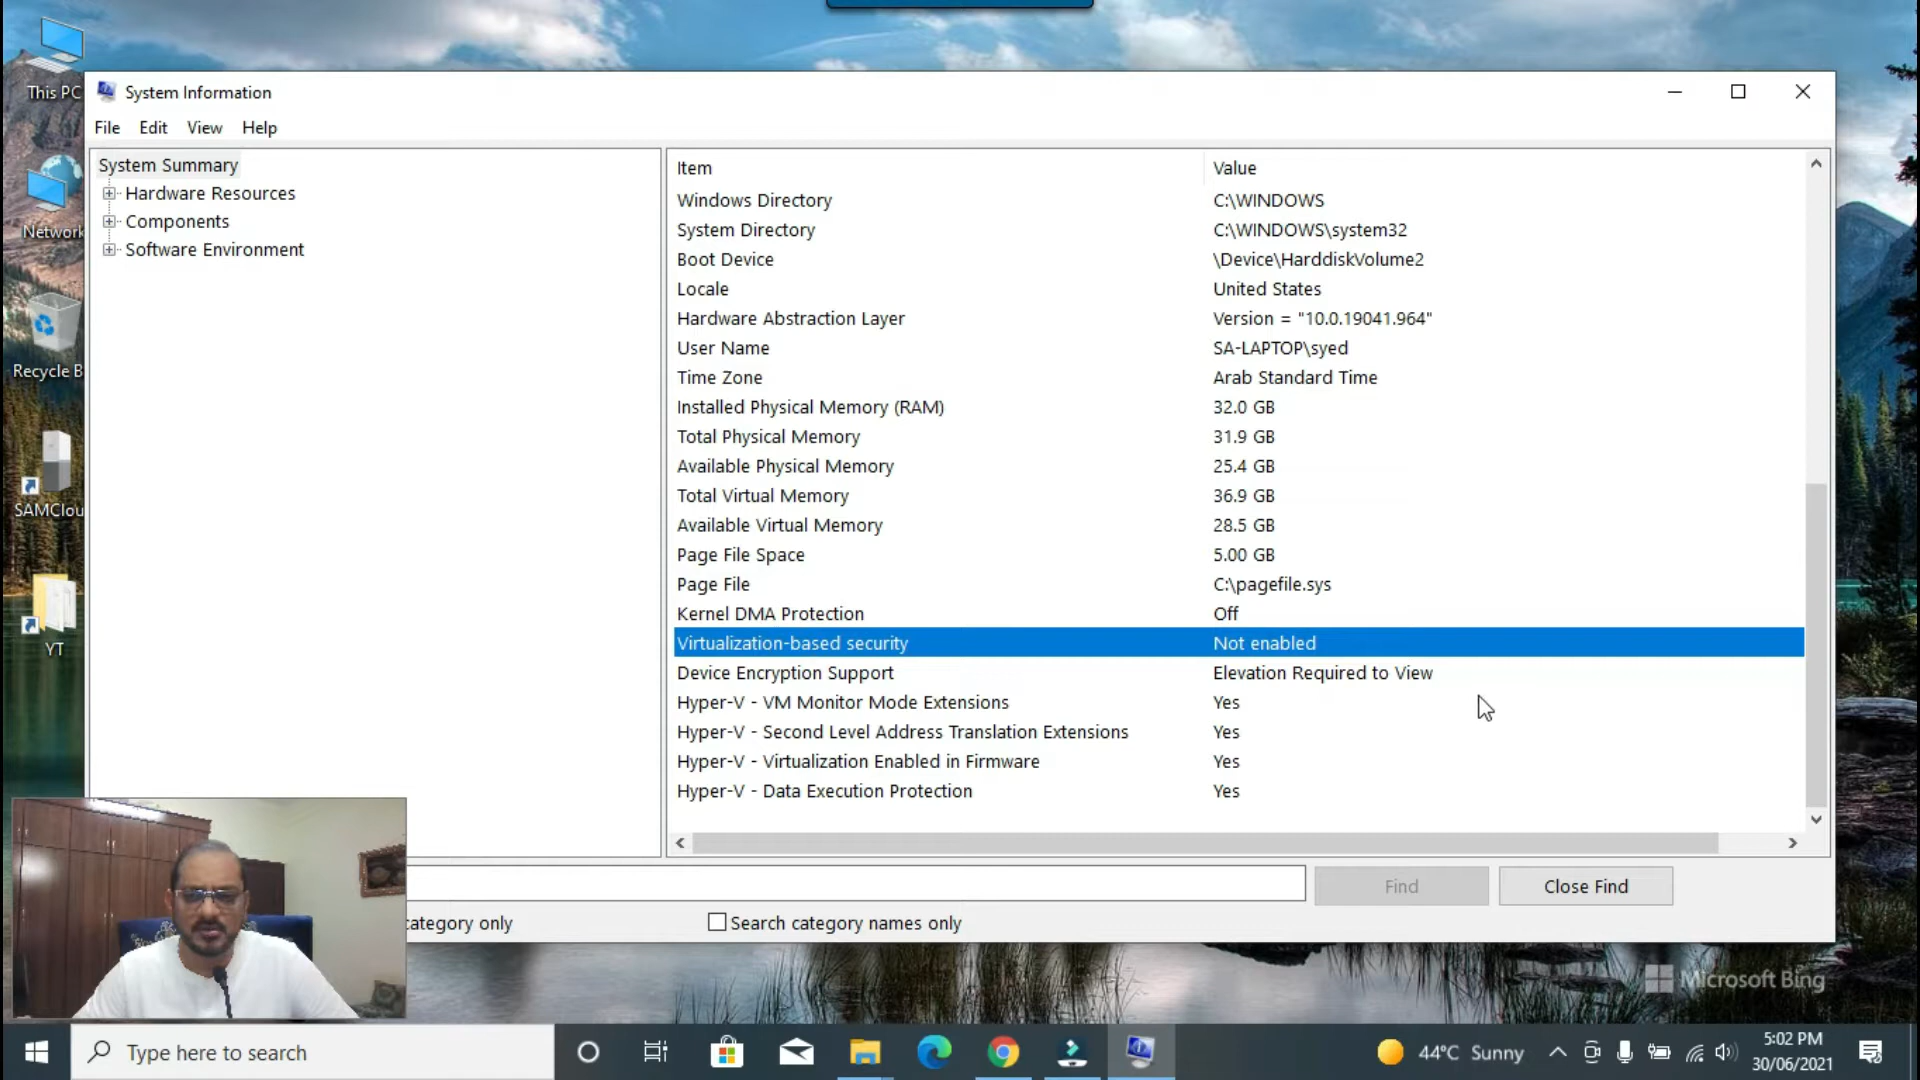 This PC
Network
Recycle B
SAMClou
YT
System Information
File Edit View Help
System Summary
Hardware Resources
Components
Software Environment
Item Value
Windows Directory C:\WINDOWS
System Directory C:\WINDOWS\system32
Boot Device \Device\HarddiskVolume2
Locale United States
Hardware Abstraction Layer Version = "10.0.19041.964"
User Name SA-LAPTOP\syed
Time Zone Arab Standard Time
Installed Physical Memory (RAM) 32.0 GB
Total Physical Memory 31.9 GB
Available Physical Memory 25.4 GB
Total Virtual Memory 36.9 GB
Available Virtual Memory 28.5 GB
Page File Space 5.00 GB
Page File C:\pagefile.sys
Kernel DMA Protection Off
Virtualization-based security Not enabled
Device Encryption Support Elevation Required to View
Hyper-V - VM Monitor Mode Extensions Yes
Hyper-V - Second Level Address Translation Extensions Yes
Hyper-V - Virtualization Enabled in Firmware Yes
Hyper-V - Data Execution Protection Yes
Find Close Find
category only Search category names only
Microsoft Bing
Type here to search
44°C Sunny
5:02 PM
30/06/2021